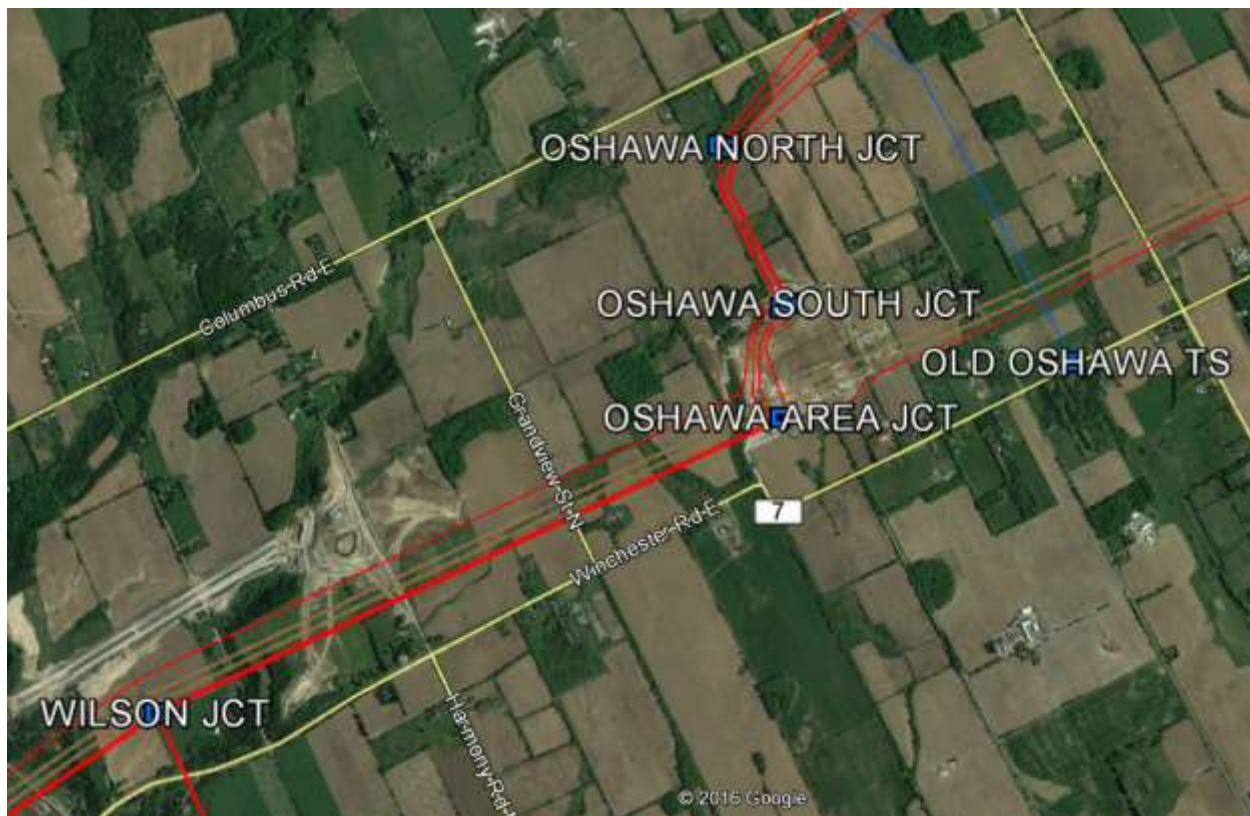 OSHAWA NORTH JCT
Columbus Rd E
OSHAWA SOUTH JCT
OLD OSHAWA TS
OSHAWA AREA JCT
Grandview St N
7
Winchester Rd E
WILSON JCT
Harmony Rd
© 2016 Google